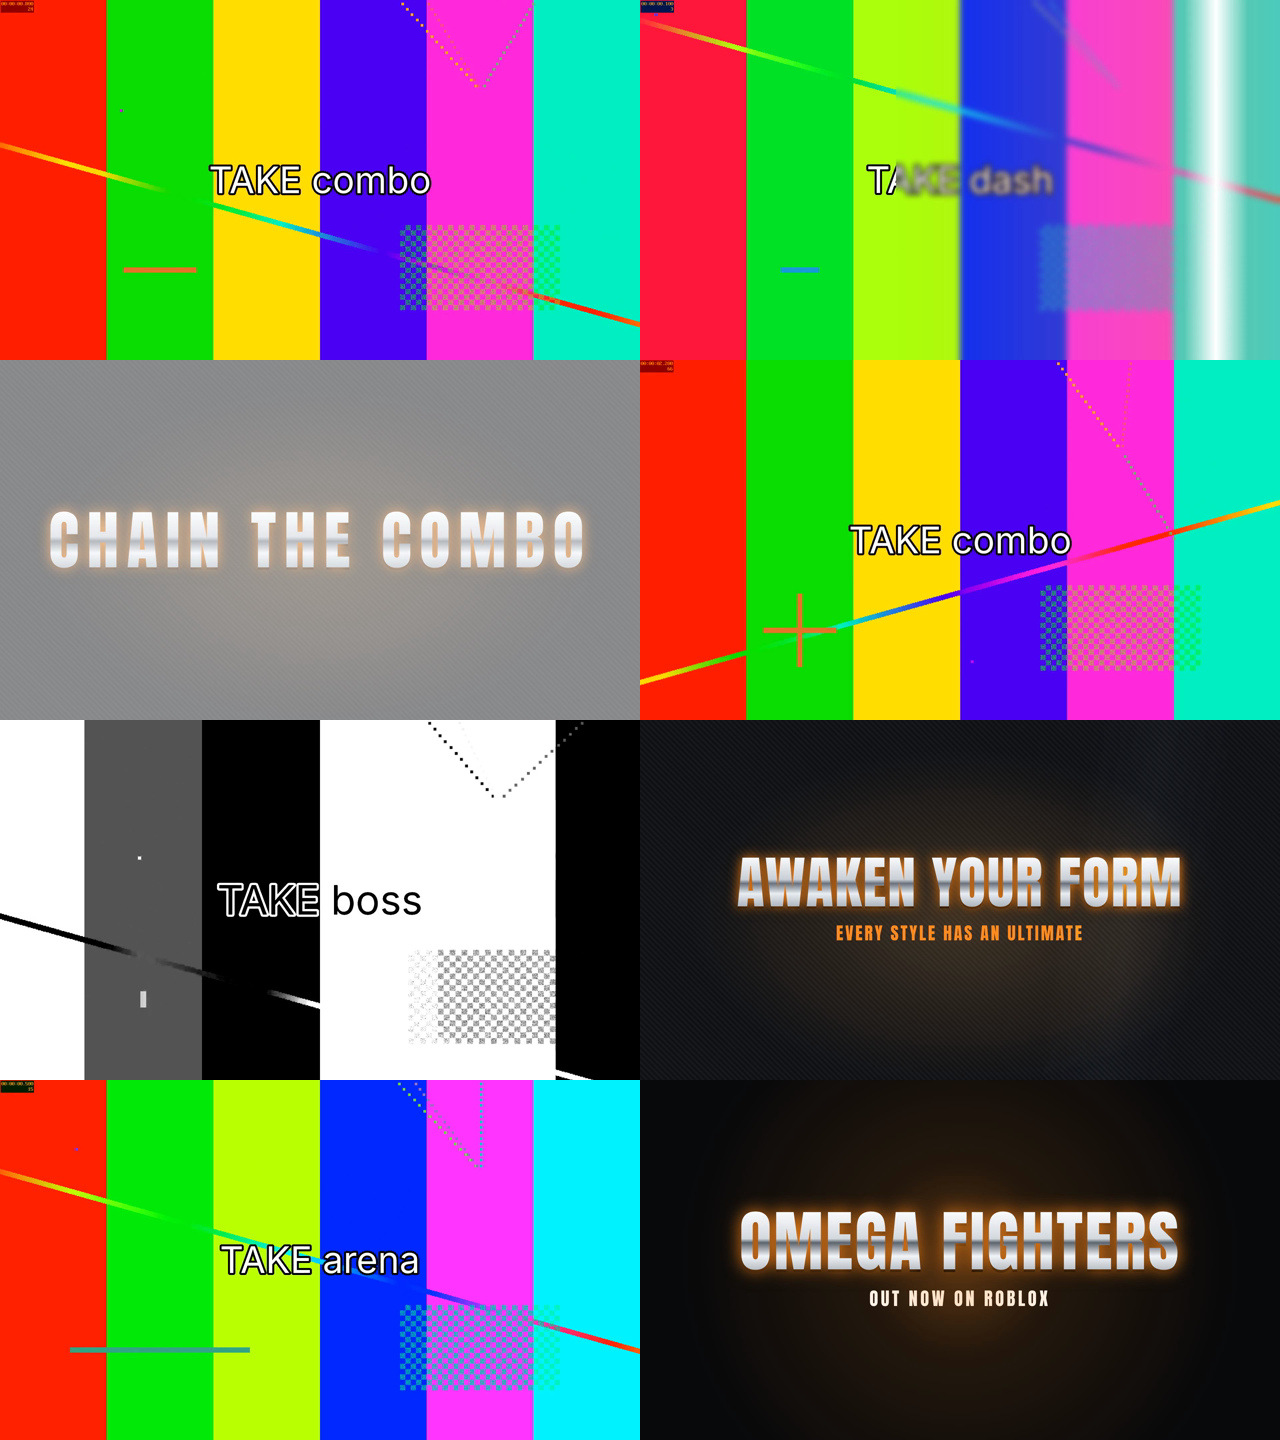 TAKE combo
TAKE dash
CHAIN THE COMBO
TAKE combo
TAKE boss
AWAKEN YOUR FORM
EVERY STYLE HAS AN ULTIMATE
TAKE arena
OMEGA FIGHTERS
OUT NOW ON ROBLOX